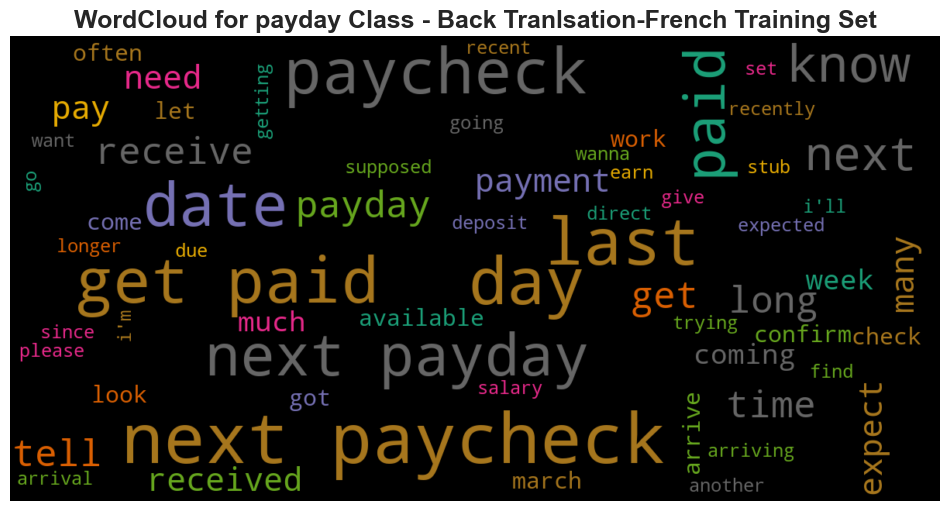 WordCloud for payday Class - Back Tranlsation-French Training Set
often
recent
need
getting
paycheck
paid
set
know
pay
let
going
recently
want
receive
work
next
supposed
wanna
earn
stub
go
date
payday
payment
give
i'll
come
deposit
direct
expected
longer
due
last
get paid
day
many
week
get
long
since
i'm
much
available
trying
confirm
check
please
next payday
coming
find
look
got
salary
time
expect
next paycheck
arrive
tell
arriving
arrival
received
march
another